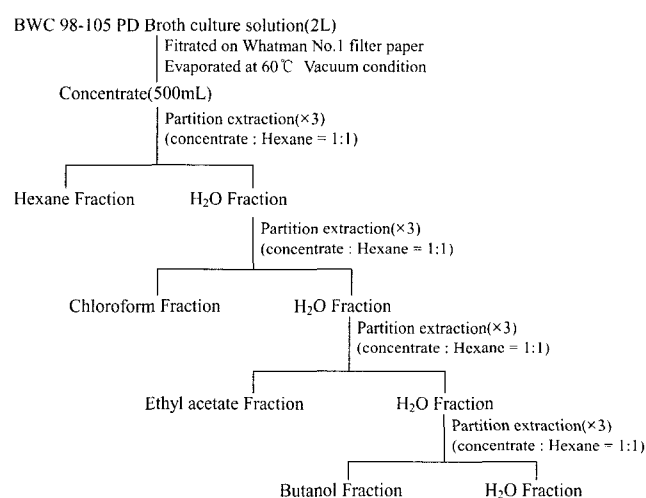 BWC 98-105 PD Broth culture solution(2L)
Fitrated on Whatman No.1 filter paper
Evaporated at 60℃ Vacuum condition
Concentrate(500mL)
Partition extraction(×3)
(concentrate : Hexane = 1:1)
Hexane Fraction H₂O Fraction
Partition extraction(×3)
(concentrate : Hexane = 1:1)
Chloroform Fraction H₂O Fraction
Partition extraction(×3)
(concentrate : Hexane = 1:1)
Ethyl acetate Fraction H₂O Fraction
Partition extraction(×3)
(concentrate : Hexane = 1:1)
Butanol Fraction H₂O Fraction